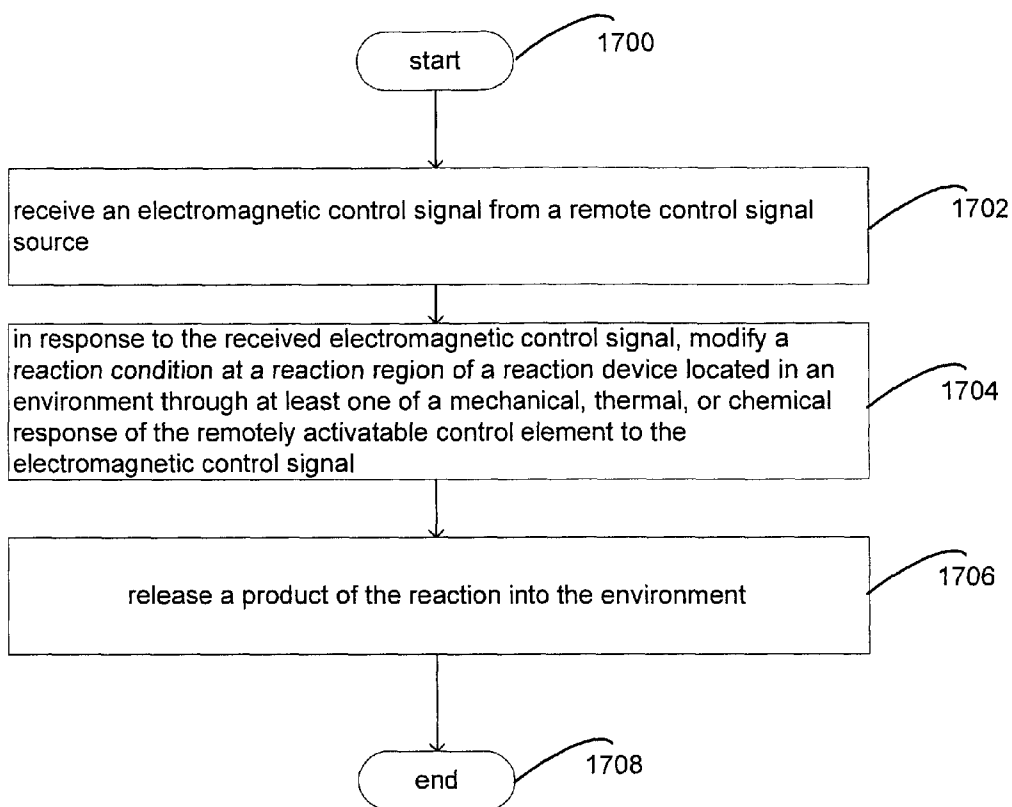 start
1700
receive an electromagnetic control signal from a remote control signal
source
1702
in response to the received electromagnetic control signal, modify a
reaction condition at a reaction region of a reaction device located in an
environment through at least one of a mechanical, thermal, or chemical
response of the remotely activatable control element to the
electromagnetic control signal
1704
release a product of the reaction into the environment
1706
end
1708